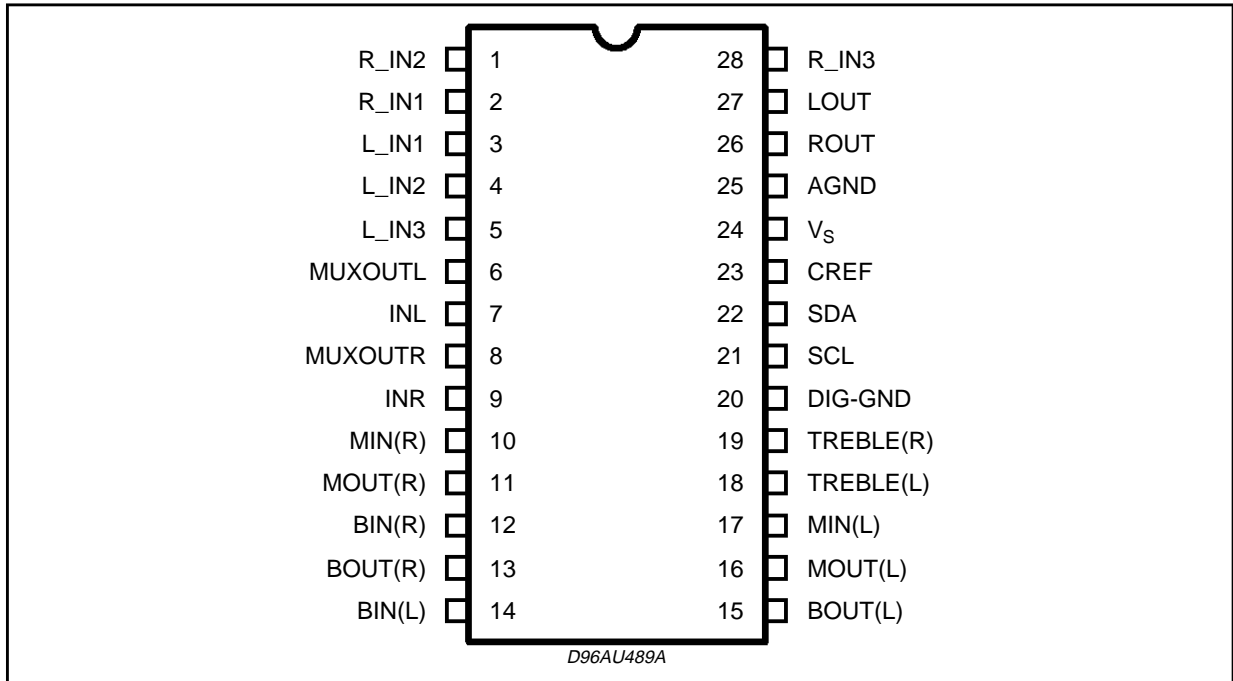 R_IN2 1 28 R_IN3
R_IN1 2 27 LOUT
L_IN1 3 26 ROUT
L_IN2 4 25 AGND
L_IN3 5 24 VS
MUXOUTL 6 23 CREF
INL 7 22 SDA
MUXOUTR 8 21 SCL
INR 9 20 DIG-GND
MIN(R) 10 19 TREBLE(R)
MOUT(R) 11 18 TREBLE(L)
BIN(R) 12 17 MIN(L)
BOUT(R) 13 16 MOUT(L)
BIN(L) 14 15 BOUT(L)
D96AU489A